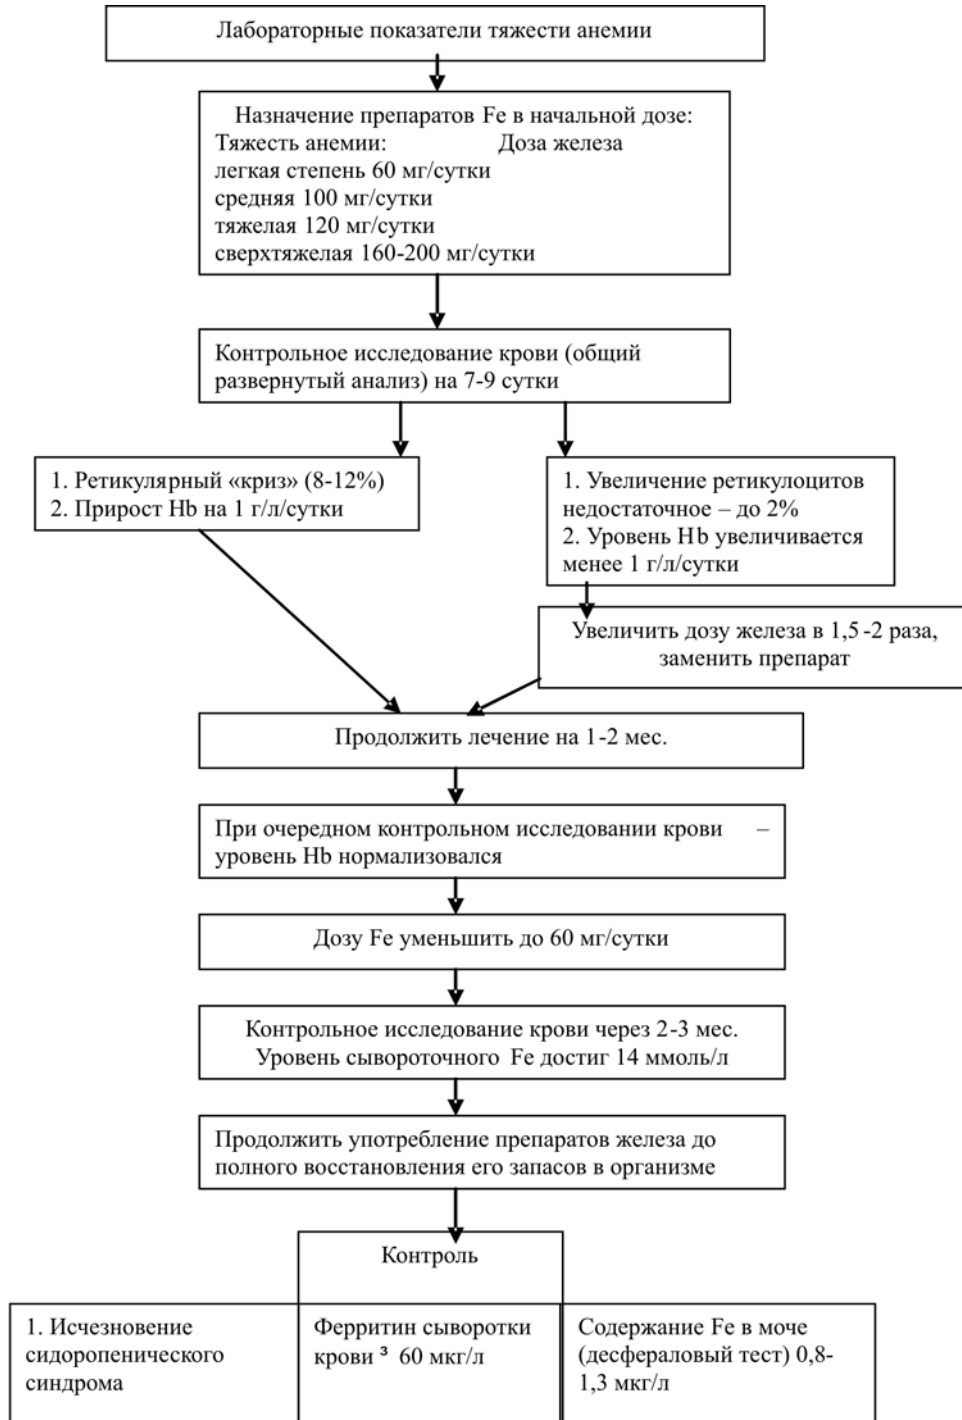 Лабораторные показатели тяжести анемии
Назначение препаратов Fe в начальной дозе:
Тяжесть анемии: Доза железа
легкая степень 60 мг/сутки
средняя 100 мг/сутки
тяжелая 120 мг/сутки
сверхтяжелая 160-200 мг/сутки
Контрольное исследование крови (общий
развернутый анализ) на 7-9 сутки
1. Ретикулярный «криз» (8-12%)
2. Прирост Hb на 1 г/л/сутки
1. Увеличение ретикулоцитов
недостаточное – до 2%
2. Уровень Hb увеличивается
менее 1 г/л/сутки
Увеличить дозу железа в 1,5-2 раза,
заменить препарат
Продолжить лечение на 1-2 мес.
При очередном контрольном исследовании крови –
уровень Hb нормализовался
Дозу Fe уменьшить до 60 мг/сутки
Контрольное исследование крови через 2-3 мес.
Уровень сывороточного Fe достиг 14 ммоль/л
Продолжить употребление препаратов железа до
полного восстановления его запасов в организме
Контроль
1. Исчезновение
сидоропенического
синдрома
Ферритин сыворотки
крови ³ 60 мкг/л
Содержание Fe в моче
(десфераловый тест) 0,8-
1,3 мкг/л